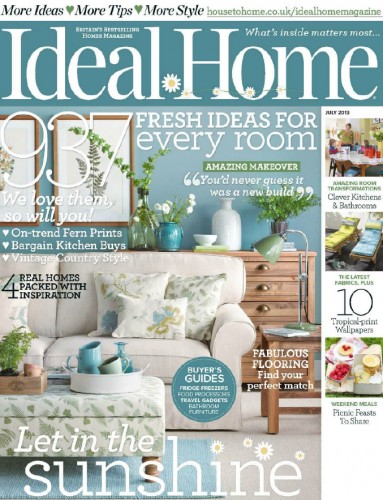 More Ideas ♥ More Tips ♥ More Style housetohome.co.uk/idealhomemagazine
BRITAIN'S BESTSELLING
HOMES MAGAZINE
What's inside matters most...
Ideal Home
JULY 2013
937 FRESH IDEAS FOR
every room
AMAZING MAKEOVER
"You'd never guess it
was a new build"
We love them,
so will you!
♥ On-trend Fern Prints
♥ Bargain Kitchen Buys
♥ Vintage Country Style
4 REAL HOMES
PACKED WITH
INSPIRATION
BUYER'S
GUIDES
FRIDGE FREEZERS
FOOD PROCESSORS
TRAVEL GADGETS
BATHROOM
FURNITURE
FABULOUS
FLOORING
Find your
perfect match
Let in the
sunshine
AMAZING ROOM
TRANSFORMATIONS
Clever Kitchens
& Bathrooms
THE LATEST
FABRICS, PLUS
10
Tropical-print
Wallpapers
WEEKEND MEALS
Picnic Feasts
To Share